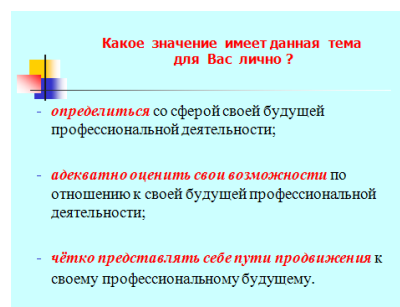 Какое значение имеет данная тема
для Вас лично ?
- определиться со сферой своей будущей
профессиональной деятельности;
- адекватно оценить свои возможности по
отношению к своей будущей профессиональной
деятельности;
- чётко представлять себе пути продвижения к
своему профессиональному будущему.